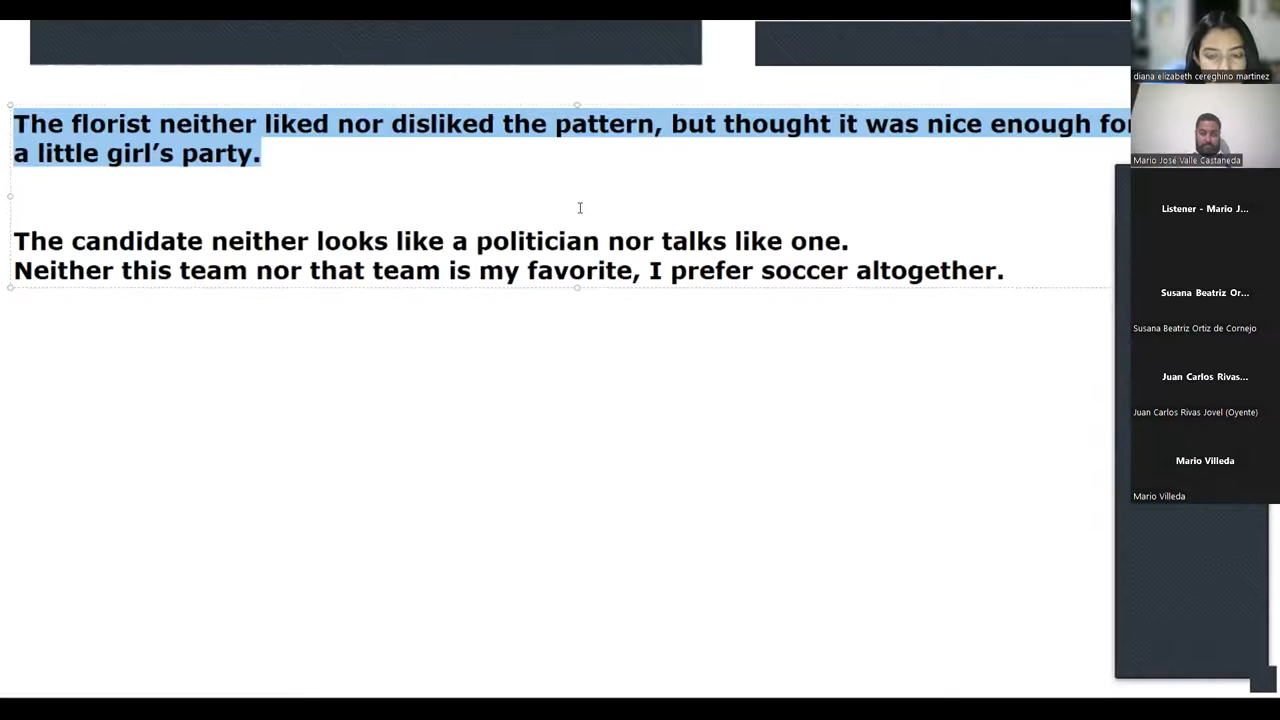 The florist neither liked nor disliked the pattern, but thought it was nice enough for
a little girl’s party.
The candidate neither looks like a politician nor talks like one.
Neither this team nor that team is my favorite, I prefer soccer altogether.
diana elizabeth cereghino martinez
Mario José Valle Castaneda
Listener - Mario J...
Susana Beatriz Or...
Susana Beatriz Ortiz de Cornejo
Juan Carlos Rivas...
Juan Carlos Rivas Jovel (Oyente)
Mario Villeda
Mario Villeda